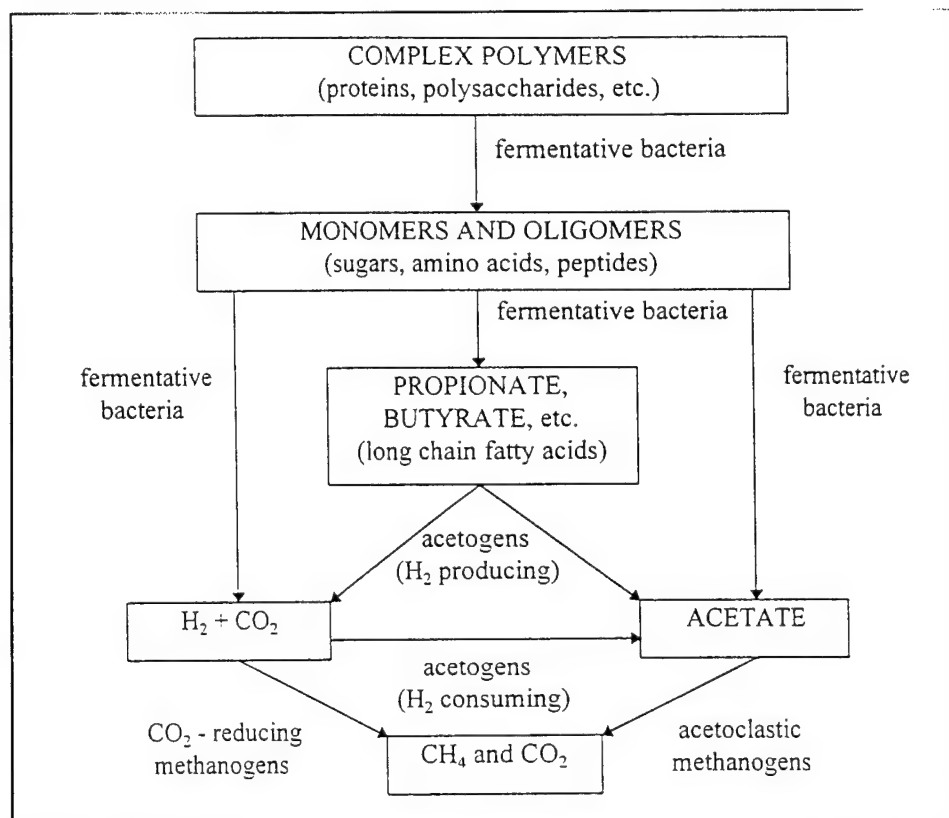 COMPLEX POLYMERS
(proteins, polysaccharides, etc.)
fermentative bacteria
MONOMERS AND OLIGOMERS
(sugars, amino acids, peptides)
fermentative bacteria
fermentative
bacteria
PROPIONATE,
BUTYRATE, etc.
(long chain fatty acids)
fermentative
bacteria
acetogens
(H₂ producing)
H₂ + CO₂
ACETATE
acetogens
(H₂ consuming)
CO₂ - reducing
methanogens
CH₄ and CO₂
acetoclastic
methanogens